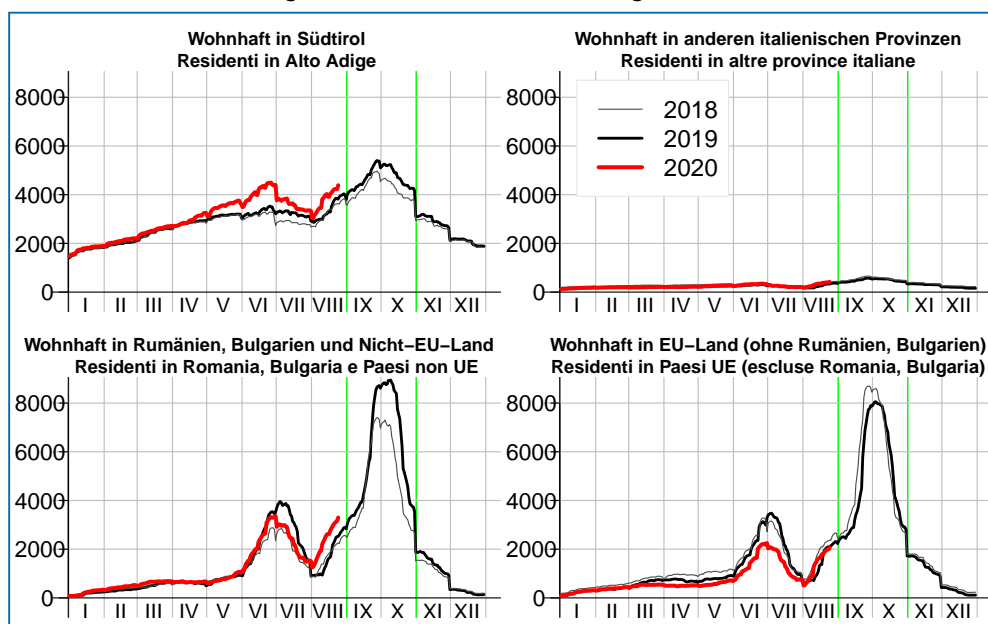 Wohnhaft in Südtirol
Residenti in Alto Adige
8000
6000
4000
2000
0
I II III IV V VI VII VIII IX X XI XII
Wohnhaft in anderen italienischen Provinzen
Residenti in altre province italiane
2018
2019
2020
8000
6000
4000
2000
0
I II III IV V VI VII VIII IX X XI XII
Wohnhaft in Rumänien, Bulgarien und Nicht–EU–Land
Residenti in Romania, Bulgaria e Paesi non UE
8000
6000
4000
2000
0
I II III IV V VI VII VIII IX X XI XII
Wohnhaft in EU–Land (ohne Rumänien, Bulgarien)
Residenti in Paesi UE (escluse Romania, Bulgaria)
8000
6000
4000
2000
0
I II III IV V VI VII VIII IX X XI XII